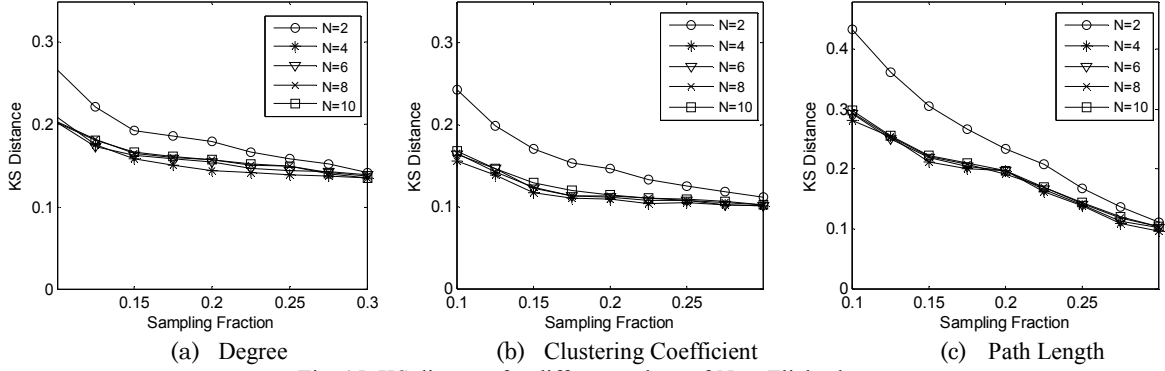 0.3
0.2
0.1
0
KS Distance
N=2
N=4
N=6
N=8
N=10
0.15
0.2
0.25
0.3
Sampling Fraction
(a) Degree
0.3
0.2
0.1
0
KS Distance
N=2
N=4
N=6
N=8
N=10
0.1
0.15
0.2
0.25
Sampling Fraction
(b) Clustering Coefficient
0.4
0.3
0.2
0.1
0
KS Distance
N=2
N=4
N=6
N=8
N=10
0.1
0.15
0.2
0.25
Sampling Fraction
(c) Path Length